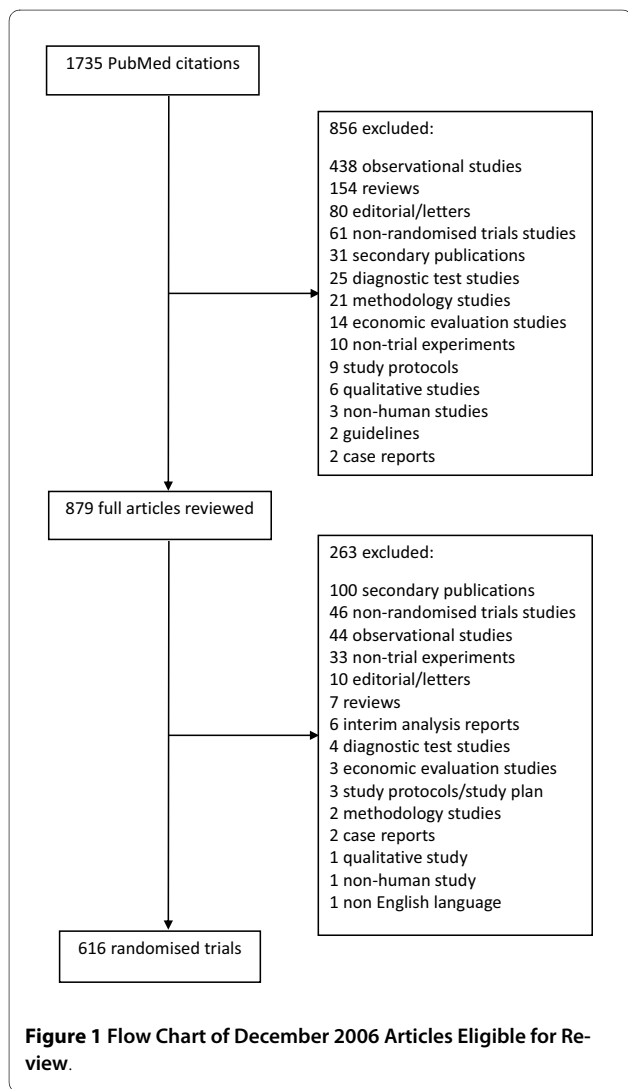 1735 PubMed citations
856 excluded:
438 observational studies
154 reviews
80 editorial/letters
61 non-randomised trials studies
31 secondary publications
25 diagnostic test studies
21 methodology studies
14 economic evaluation studies
10 non-trial experiments
9 study protocols
6 qualitative studies
3 non-human studies
2 guidelines
2 case reports
879 full articles reviewed
263 excluded:
100 secondary publications
46 non-randomised trials studies
44 observational studies
33 non-trial experiments
10 editorial/letters
7 reviews
6 interim analysis reports
4 diagnostic test studies
3 economic evaluation studies
3 study protocols/study plan
2 methodology studies
2 case reports
1 qualitative study
1 non-human study
1 non English language
616 randomised trials
Figure 1 Flow Chart of December 2006 Articles Eligible for Re-
view.